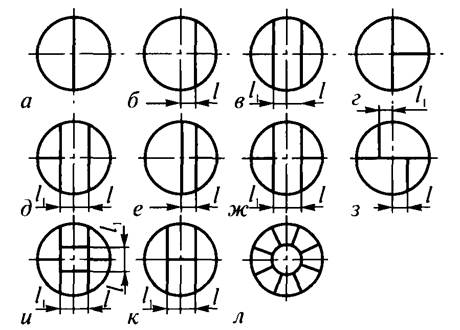 а б l в l₁ l г l₁
д l₁ l е l ж l₁ l з l
l₁ l
и l₁ l к l₁ l л